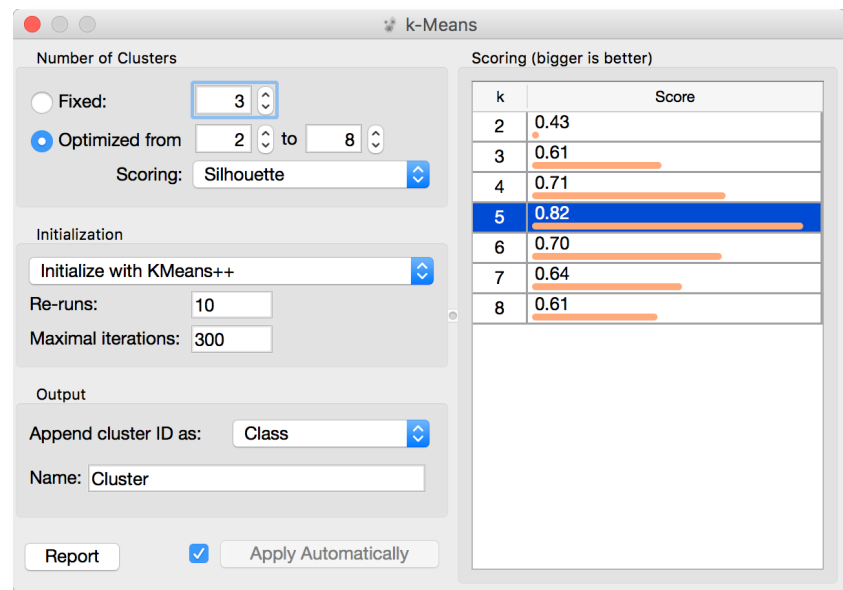 k-Means
Number of Clusters
Fixed: 3
Optimized from 2 to 8
Scoring: Silhouette
Initialization
Initialize with KMeans++
Re-runs: 10
Maximal iterations: 300
Output
Append cluster ID as: Class
Name: Cluster
Report Apply Automatically
Scoring (bigger is better)
k Score
2 0.43
3 0.61
4 0.71
5 0.82
6 0.70
7 0.64
8 0.61